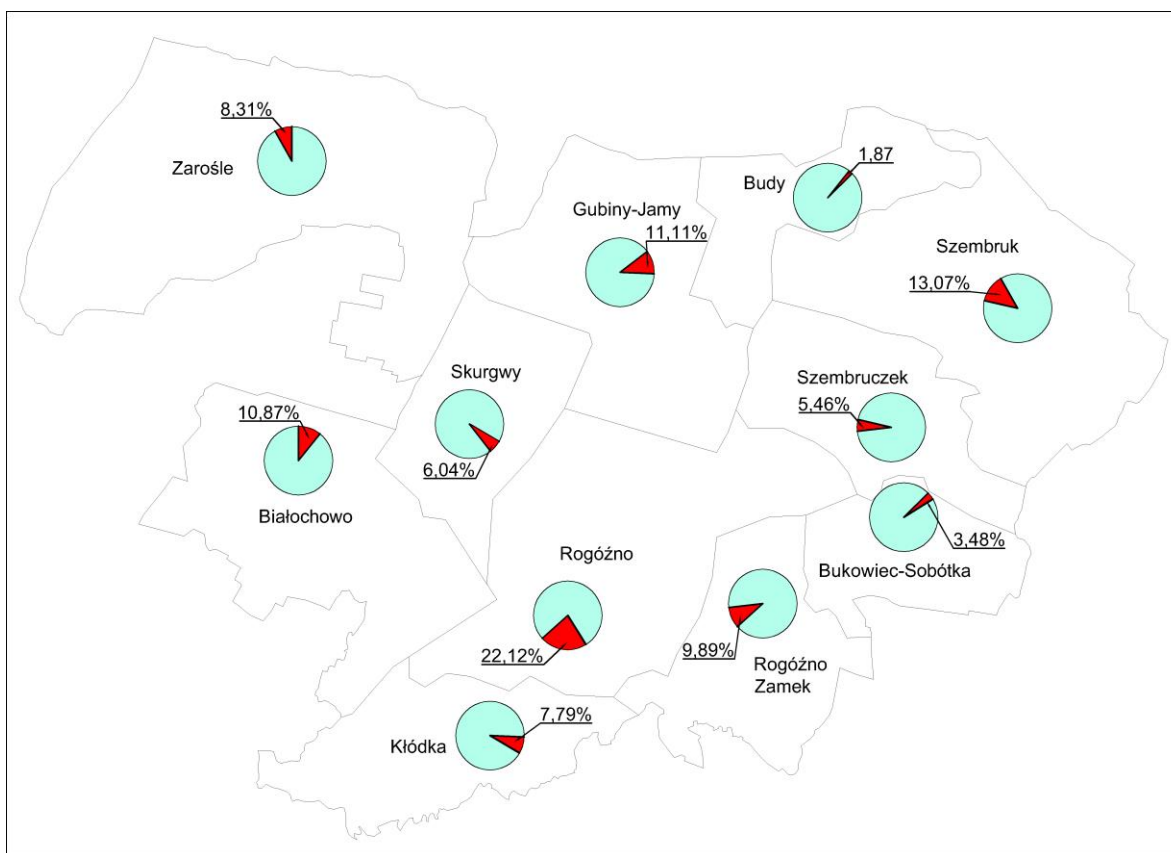 8,31%
Zarośle
1,87
Budy
Gubiny-Jamy
11,11%
Szembruk
13,07%
Skurgwy
6,04%
Szembruczek
5,46%
10,87%
Białochowo
3,48%
Bukowiec-Sobótka
Rogóźno
22,12%
9,89%
Rogóźno
Zamek
7,79%
Kłódka